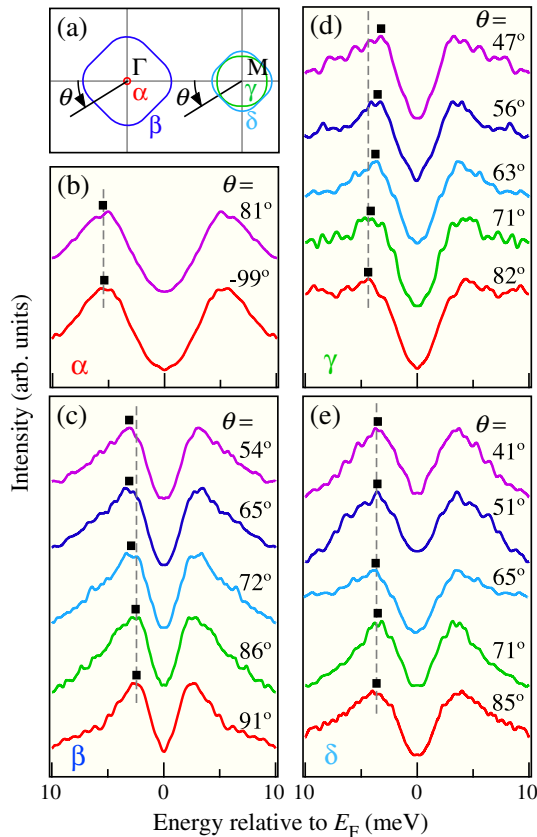 (a)
Γ
M
θ
α
β
θ
γ
δ
(b)
θ =
81°
-99°
α
(c)
θ =
54°
65°
72°
86°
91°
β
(d)
47°
56°
63°
71°
82°
γ
(e)
θ =
41°
51°
65°
71°
85°
δ
Intensity (arb. units)
10
0
10
10
0
10
Energy relative to E_F (meV)